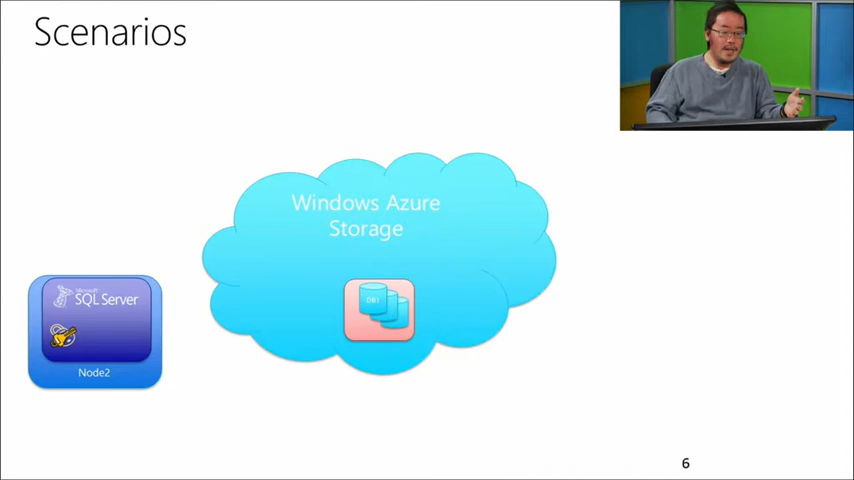 Scenarios
Windows Azure
Storage
DB1
Microsoft
SQL Server
Node2
6